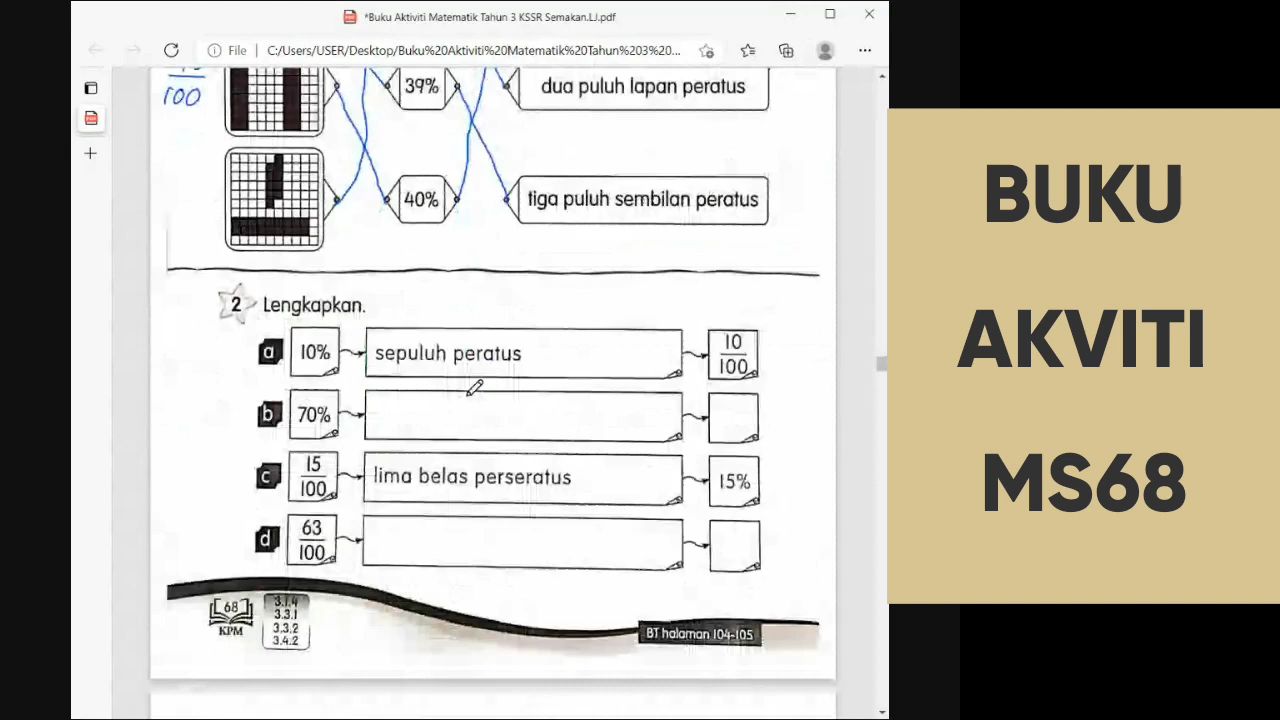 *Buku Aktiviti Matematik Tahun 3 KSSR Semakan.LJ.pdf
File | C:/Users/USER/Desktop/Buku%20Aktiviti%20Matematik%20Tahun%203%20...
100
39%
dua puluh lapan peratus
40%
tiga puluh sembilan peratus
2 Lengkapkan.
a 10% sepuluh peratus 10/100
b 70%
c 15/100 lima belas perseratus 15%
d 63/100
68
KPM
3.1.4
3.3.1
3.3.2
3.4.2
BT halaman 104-105
BUKU
AKVITI
MS68